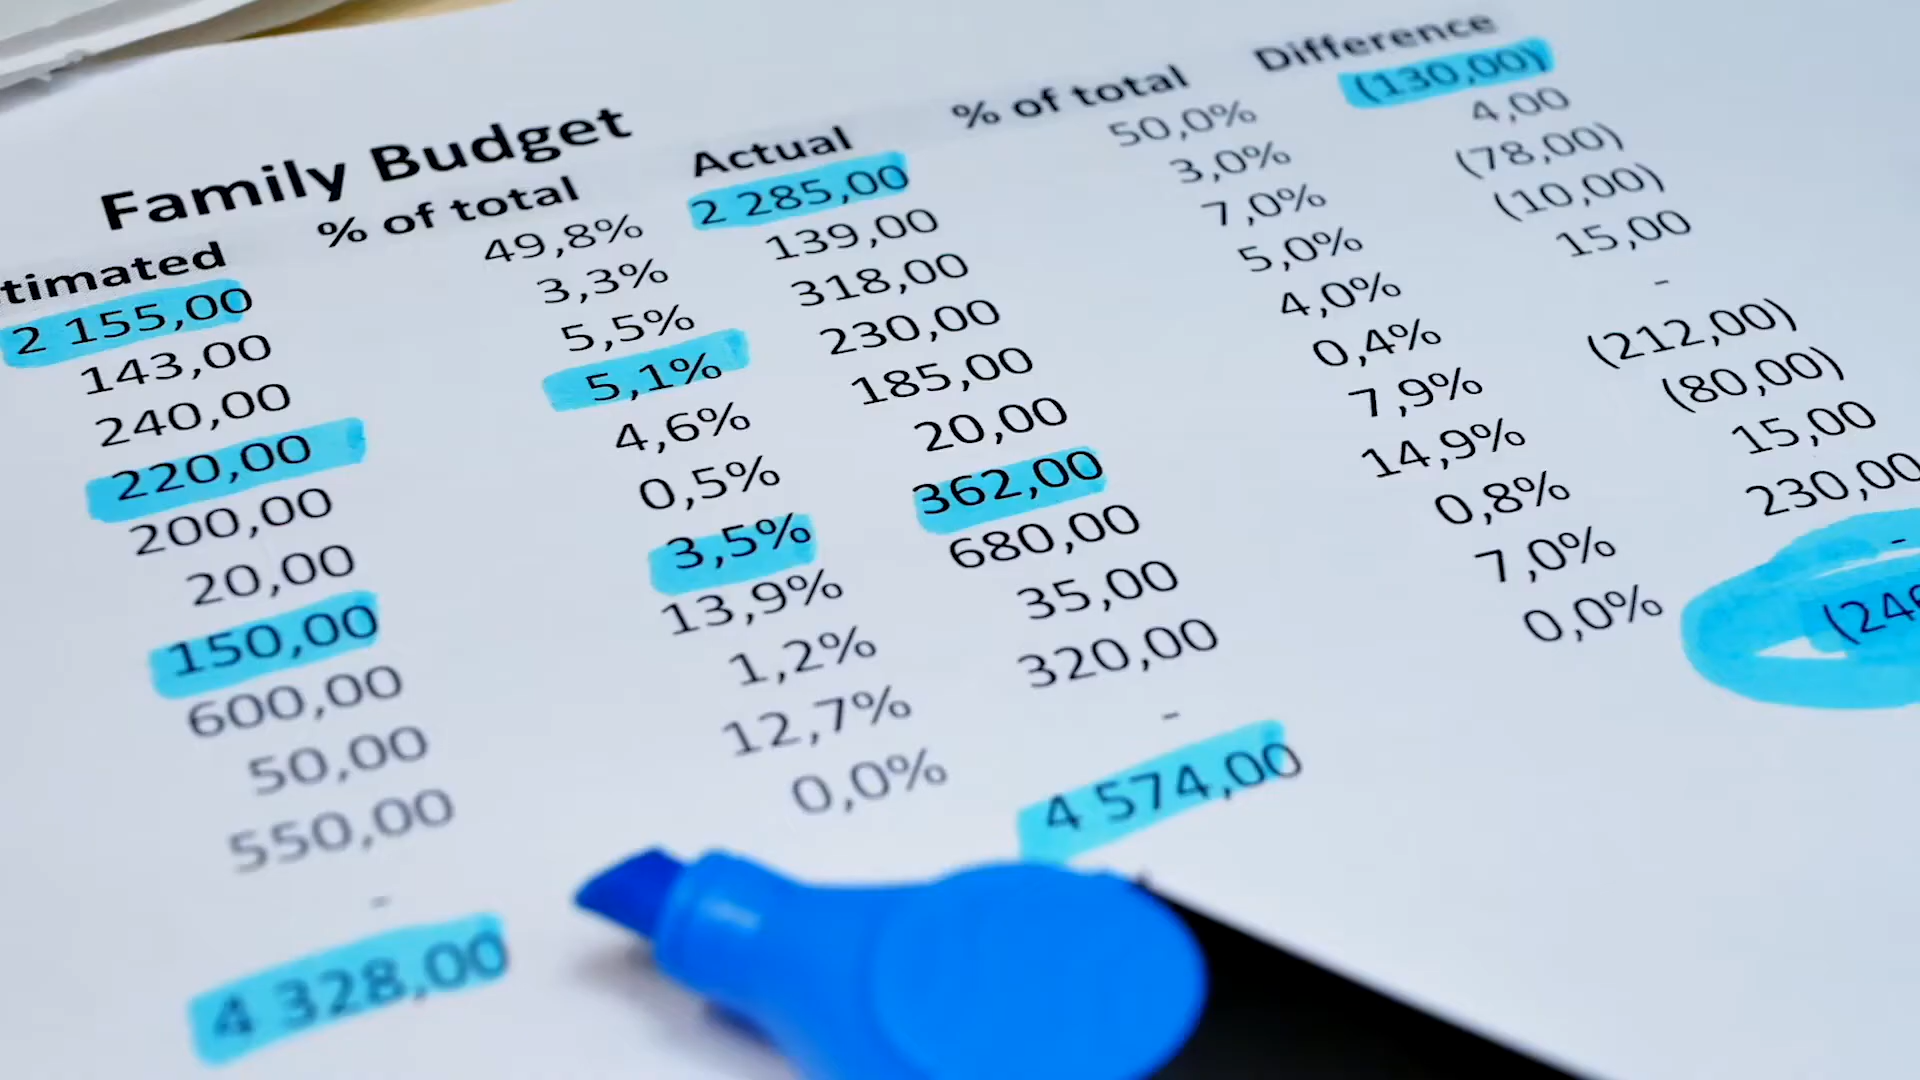 Family Budget
timated % of total Actual % of total Difference
2 155,00 49,8% 2 285,00 50,0% (130,00)
143,00 3,3% 139,00 3,0% 4,00
240,00 5,5% 318,00 7,0% (78,00)
220,00 5,1% 230,00 5,0% (10,00)
200,00 4,6% 185,00 4,0% 15,00
20,00 0,5% 20,00 0,4% -
150,00 3,5% 362,00 7,9% (212,00)
600,00 13,9% 680,00 14,9% (80,00)
50,00 1,2% 35,00 0,8% 15,00
550,00 12,7% 320,00 7,0% 230,00
- 0,0% - 0,0% -
4 328,00 4 574,00 (24